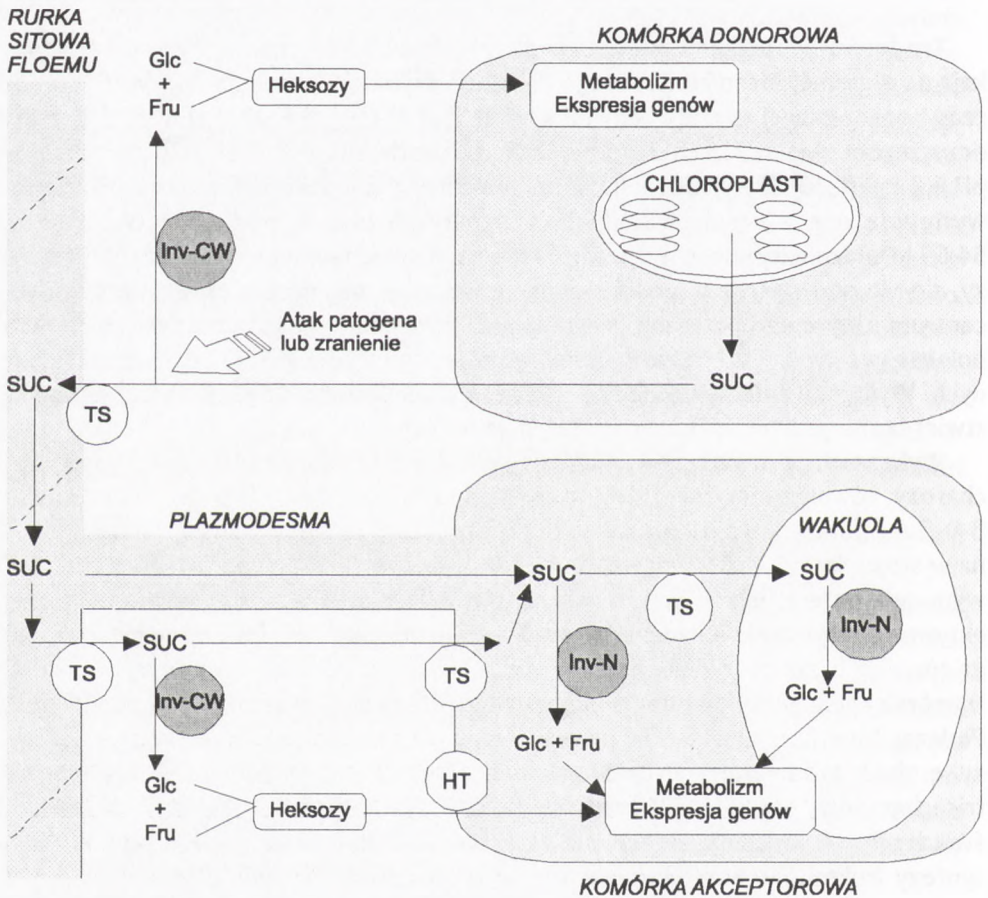 RURKA
SITOWA
FLOEMU
KOMÓRKA DONOROWA
Glc
+
Fru
Heksozy
Metabolizm
Ekspresja genów
CHLOROPLAST
Inv-CW
Atak patogena
lub zranienie
SUC
TS
SUC
PLAZMODESMA
WAKUOLA
SUC
SUC
TS
SUC
Inv-N
TS
SUC
Inv-CW
TS
Inv-N
Glc + Fru
Glc + Fru
Glc
+
Fru
Heksozy
HT
Metabolizm
Ekspresja genów
KOMÓRKA AKCEPTOROWA